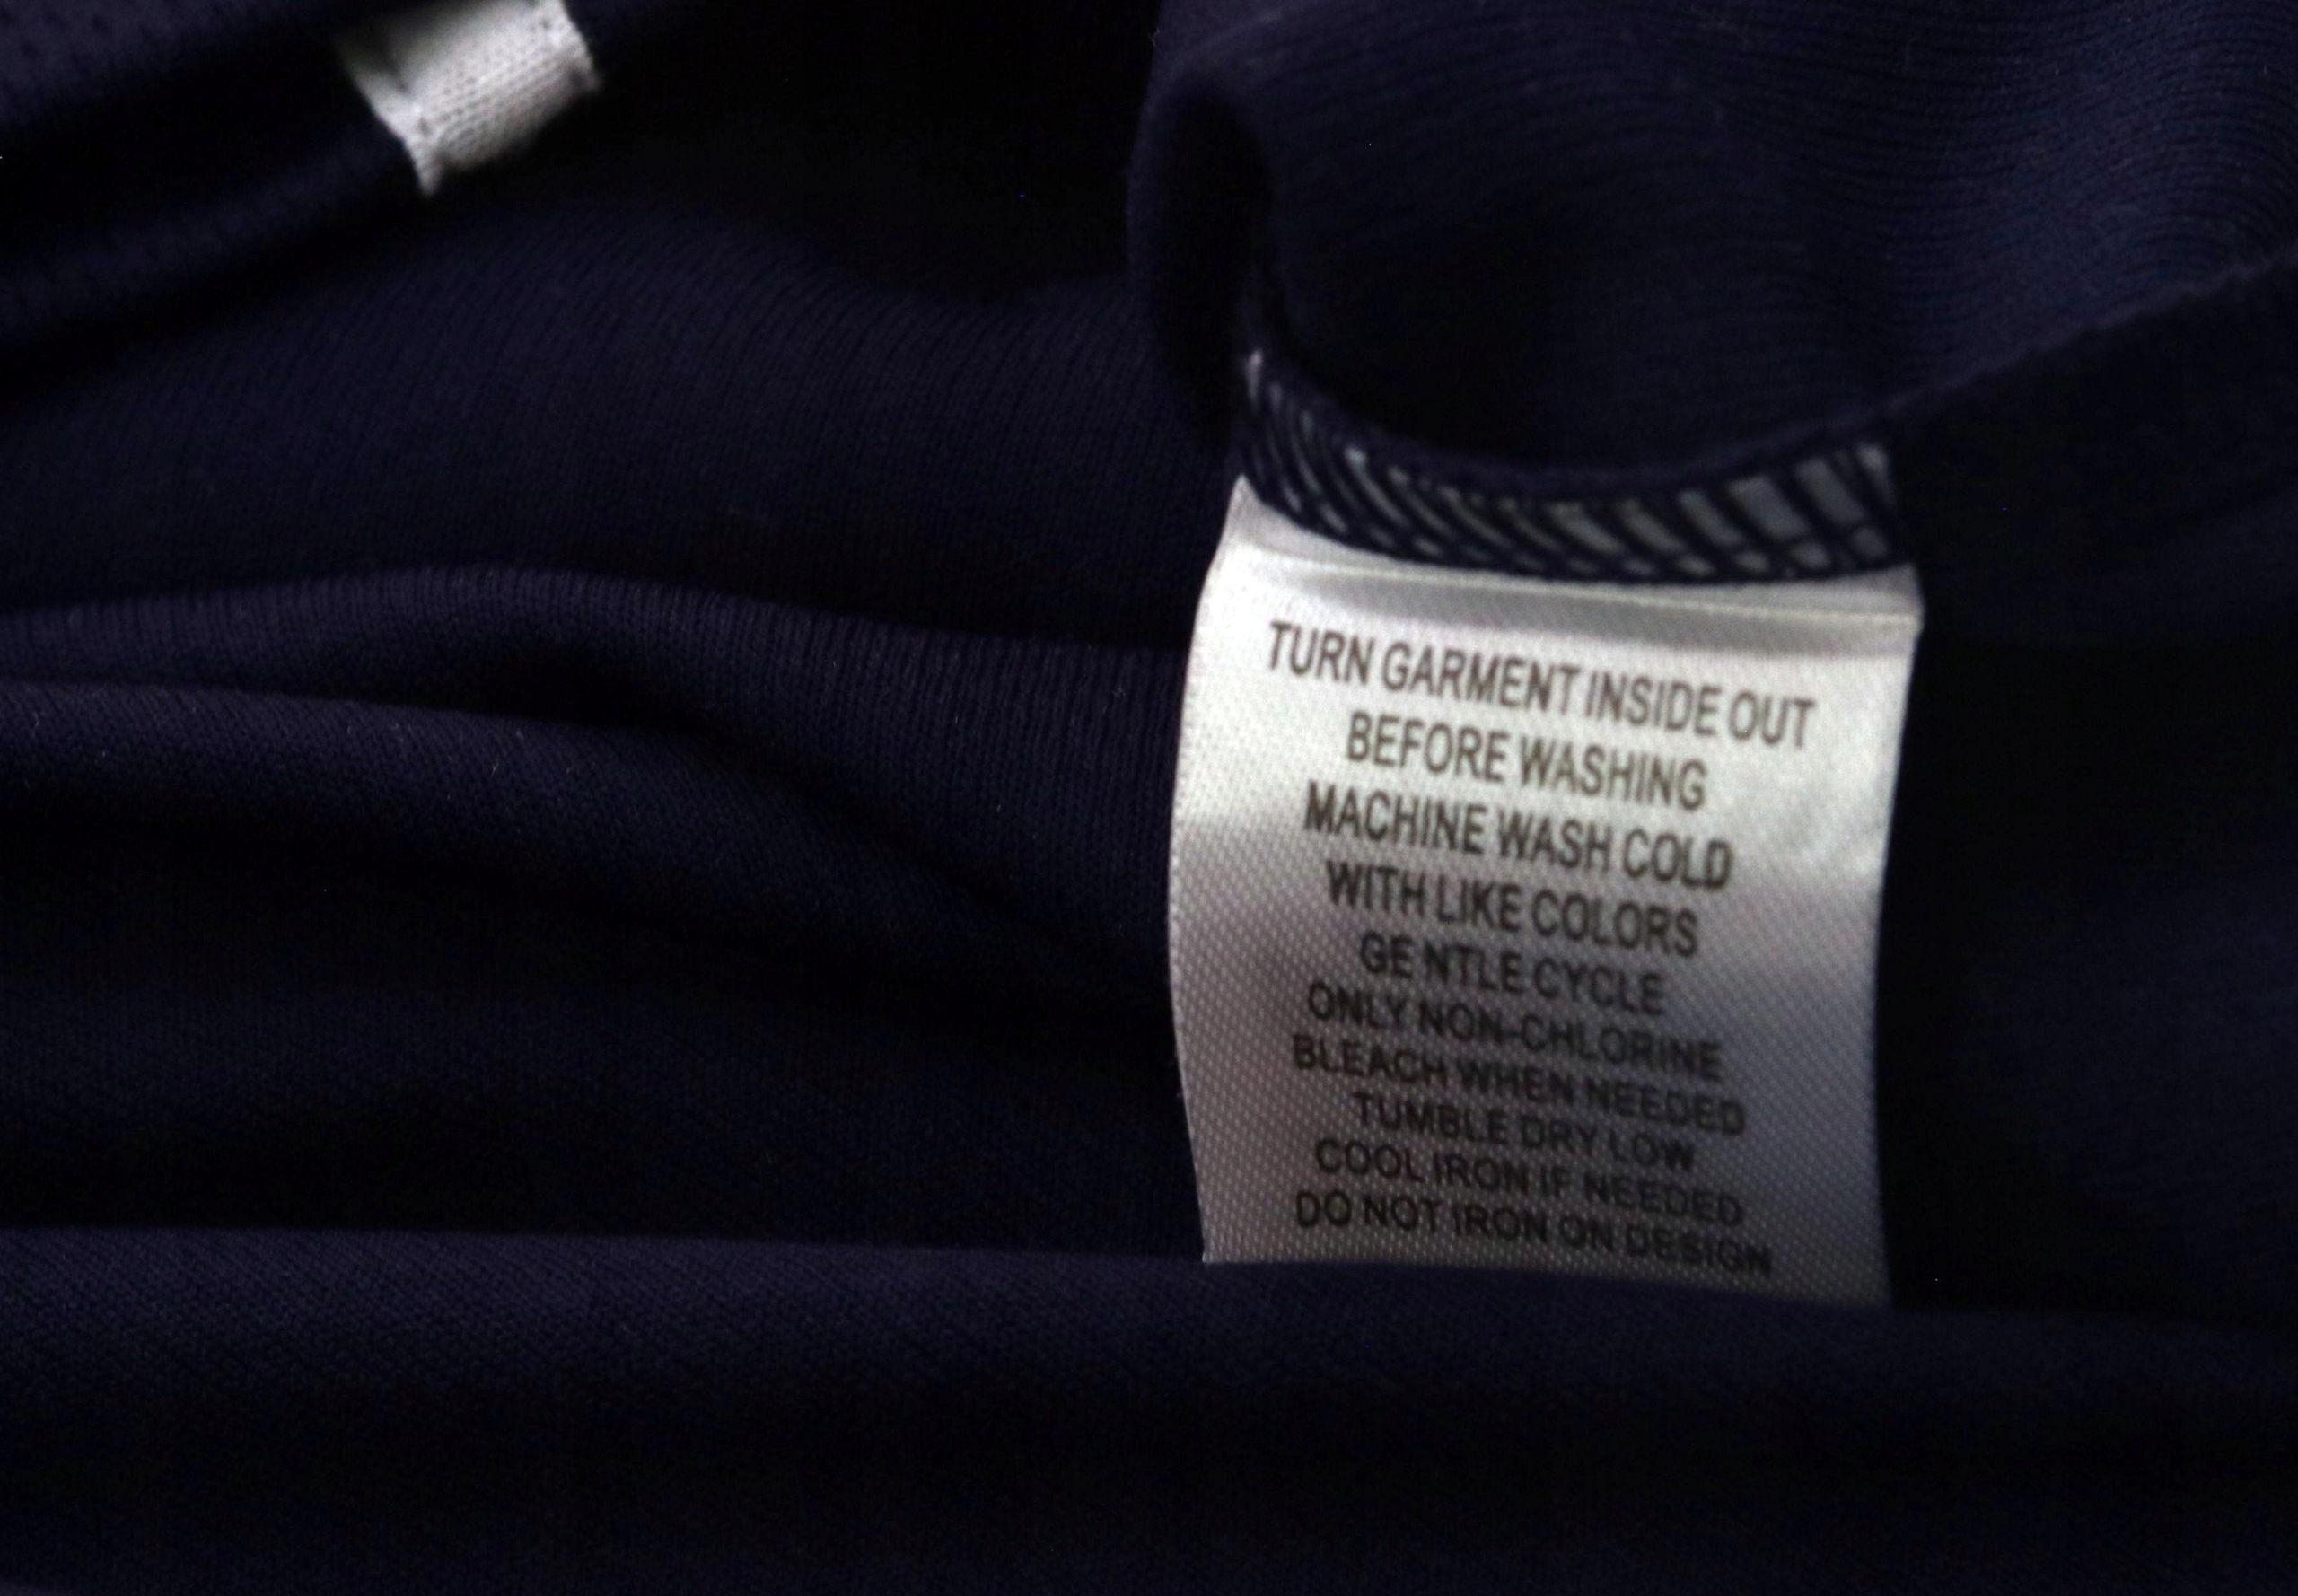 TURN GARMENT INSIDE OUT
BEFORE WASHING
MACHINE WASH COLD
WITH LIKE COLORS
GE NTLE CYCLE
ONLY NON-CHLORINE
BLEACH WHEN NEEDED
TUMBLE DRY LOW
COOL IRON IF NEEDED
DO NOT IRON ON DESIGN